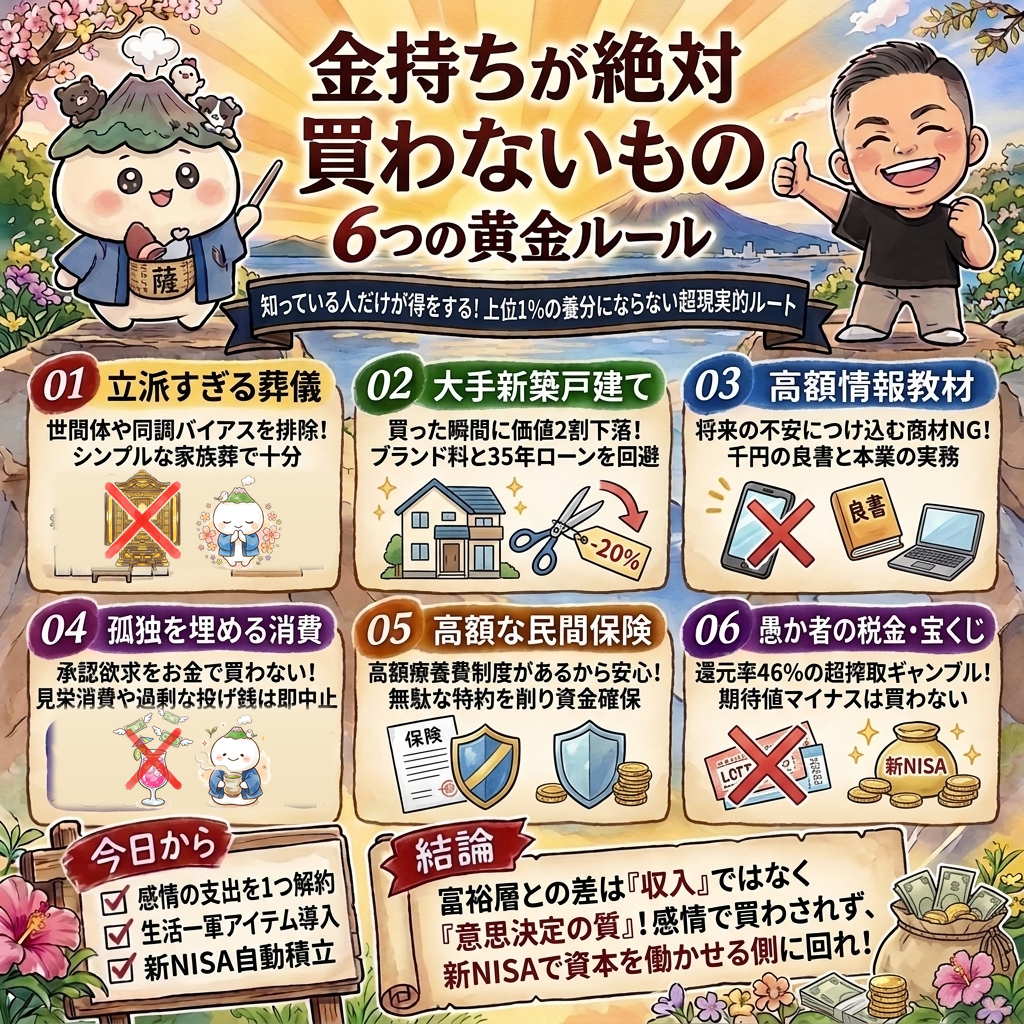 金持ちが絶対
買わないもの
6つの黄金ルール
薩
知っている人だけが得をする！上位1%の養分にならない超現実的ルート
01 立派すぎる葬儀
世間体や同調バイアスを排除！
シンプルな家族葬で十分
02 大手新築戸建て
買った瞬間に価値2割下落！
ブランド料と35年ローンを回避
-20%
03 高額情報教材
将来の不安につけ込む商材NG！
千円の良書と本業の実務
良書
04 孤独を埋める消費
承認欲求をお金で買わない！
見栄消費や過剰な投げ銭は即中止
05 高額な民間保険
高額療養費制度があるから安心！
無駄な特約を削り資金確保
保険
06 愚か者の税金・宝くじ
還元率46%の超搾取ギャンブル！
期待値マイナスは買わない
新NISA
今日から
感情の支出を1つ解約
生活一軍アイテム導入
新NISA自動積立
結論
富裕層との差は『収入』ではなく
『意思決定の質』！感情で買わされず、
新NISAで資本を働かせる側に回れ！